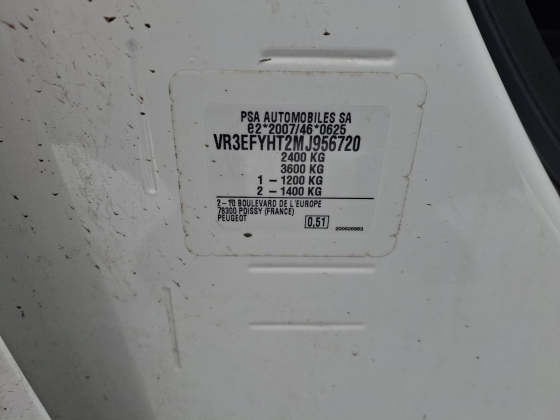 PSA AUTOMOBILES SA
e2*2007/46*0625
VR3EFYHT2MJ956720
2400 KG
3600 KG
1 - 1200 KG
2 - 1400 KG
2 - 10 BOULEVARD DE L'EUROPE
78300 POISSY (FRANCE)
PEUGEOT
0,51
200626963